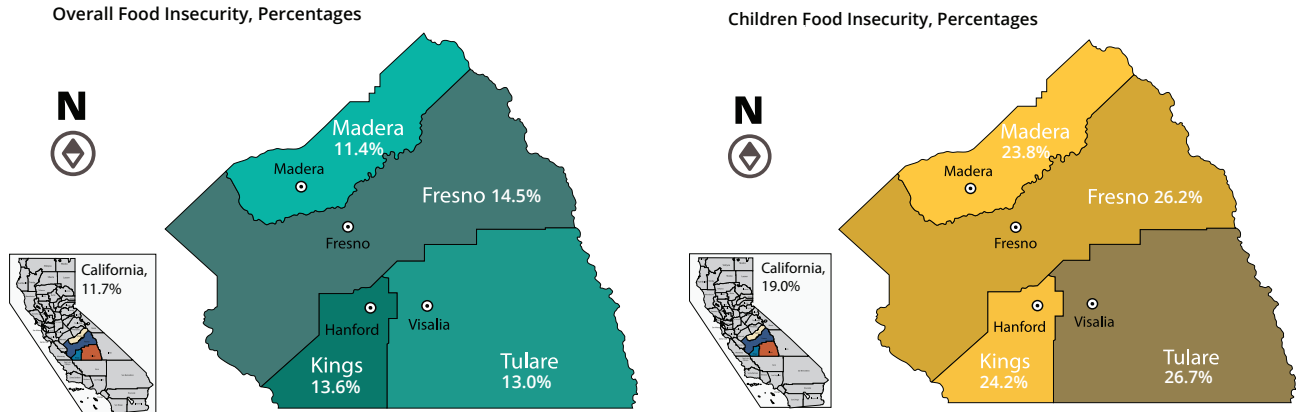 Overall Food Insecurity, Percentages
N
Madera
11.4%
Madera
Fresno 14.5%
Fresno
California,
11.7%
Hanford
Visalia
Kings
13.6%
Tulare
13.0%
Children Food Insecurity, Percentages
N
Madera
23.8%
Madera
Fresno 26.2%
Fresno
California,
19.0%
Hanford
Visalia
Kings
24.2%
Tulare
26.7%